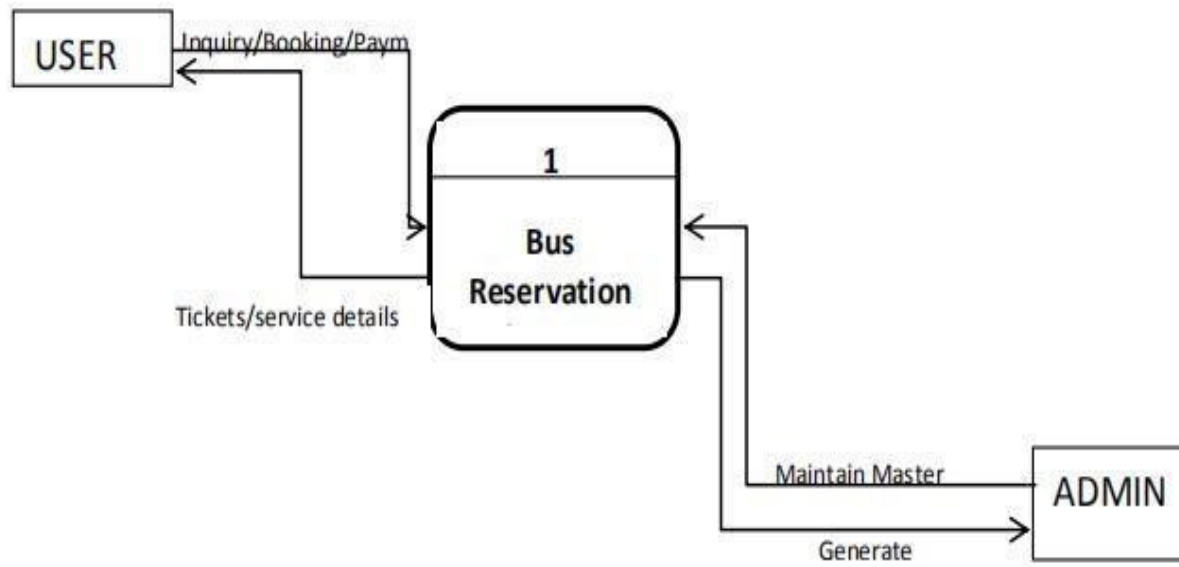 USER
Inquiry/Booking/Paym
1
Bus
Reservation
Tickets/service details
Maintain Master
ADMIN
Generate